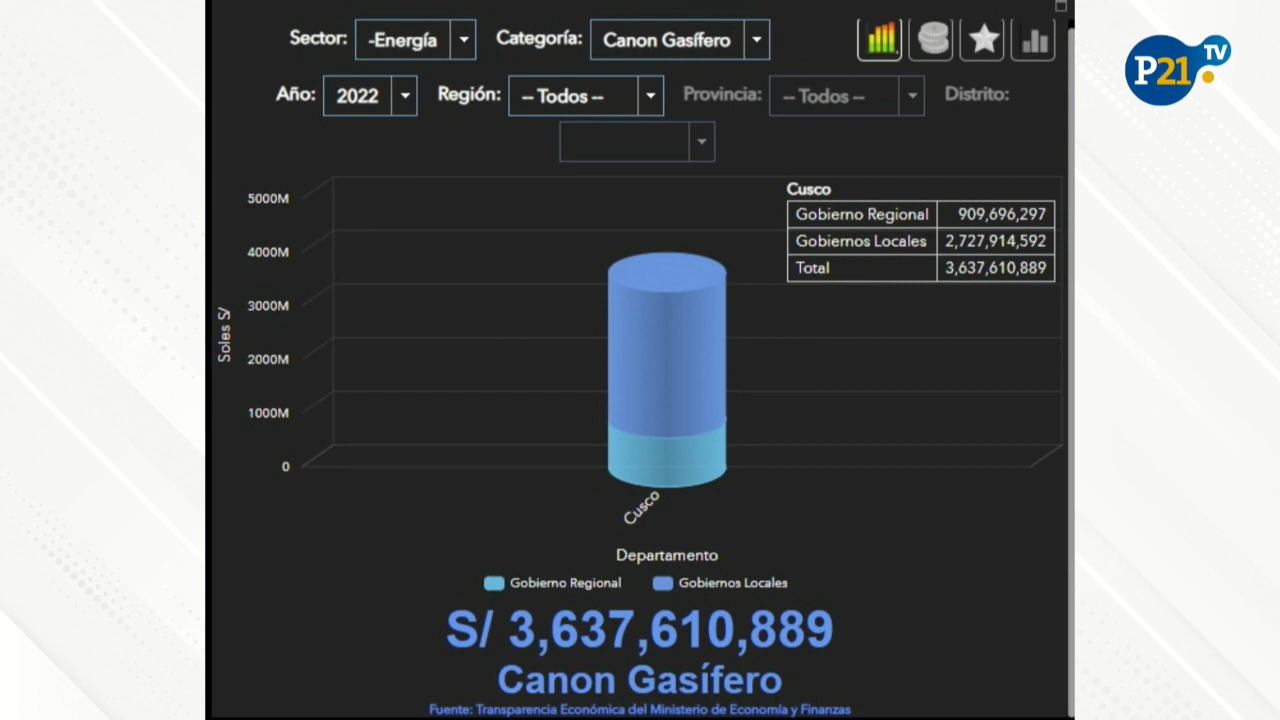 Sector: -Energía Categoría: Canon Gasífero
P21 TV
Año: 2022 Región: -- Todos -- Provincia: -- Todos -- Distrito:
Cusco
Gobierno Regional 909,696,297
Gobiernos Locales 2,727,914,592
Total 3,637,610,889
5000M
4000M
3000M
2000M
1000M
0
Soles S/
Cusco
Departamento
Gobierno Regional Gobiernos Locales
S/ 3,637,610,889
Canon Gasífero
Fuente: Transparencia Económica del Ministerio de Economía y Finanzas